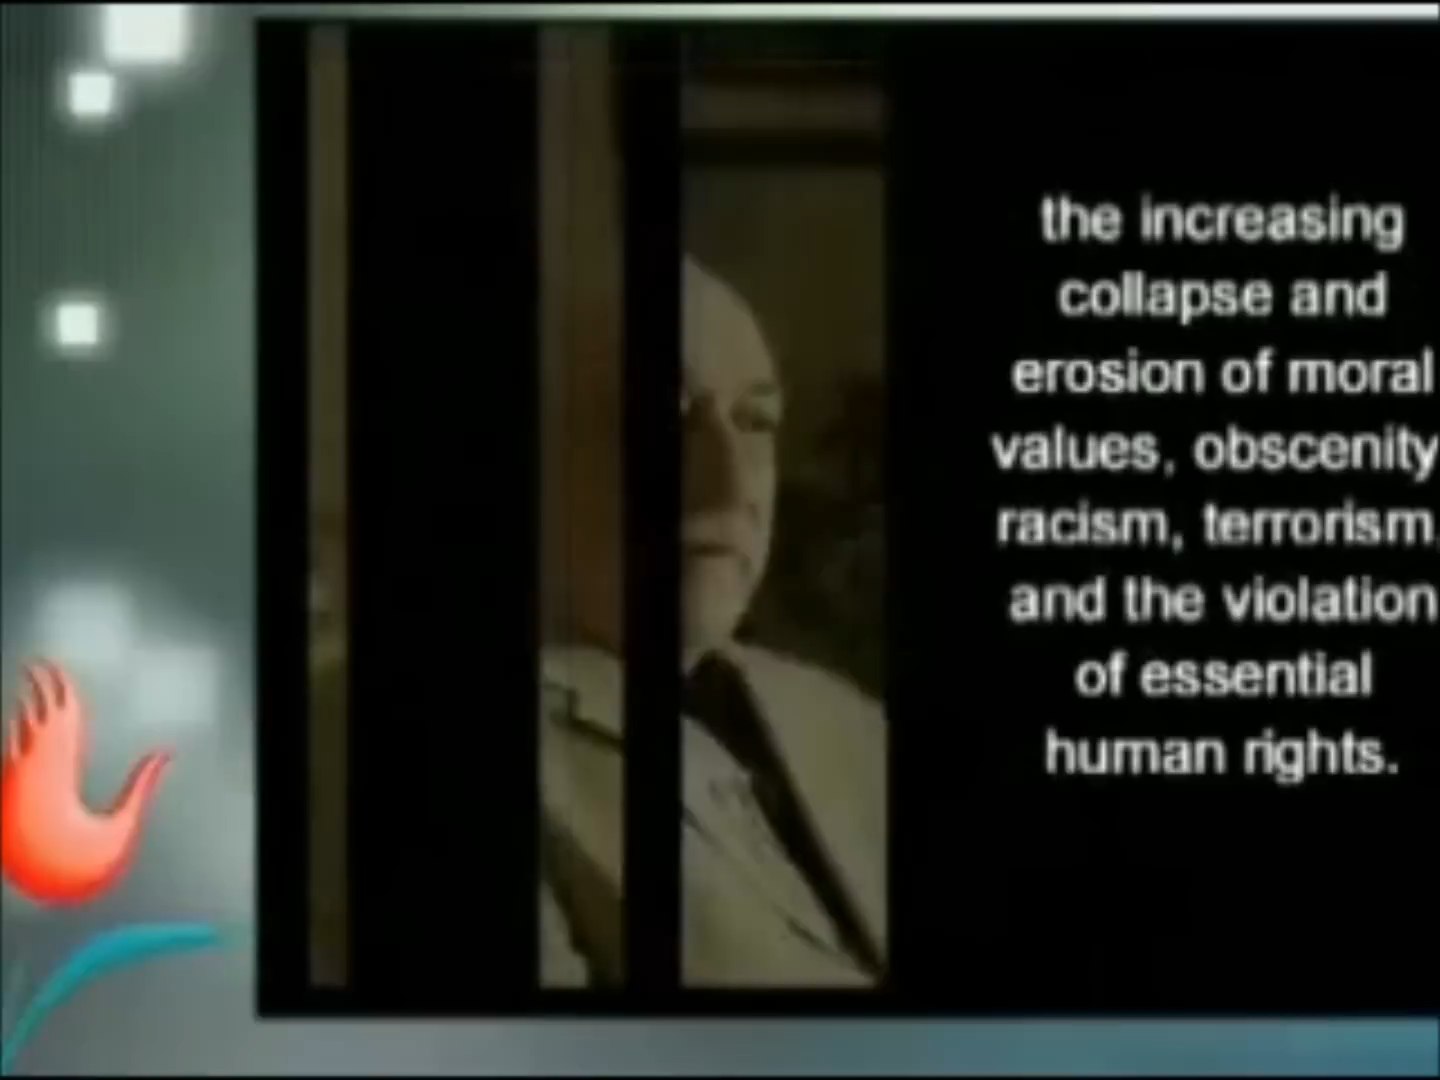 the increasing
collapse and
erosion of moral
values, obscenity
racism, terrorism,
and the violation
of essential
human rights.